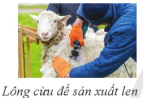 Lông cừu để sản xuất len